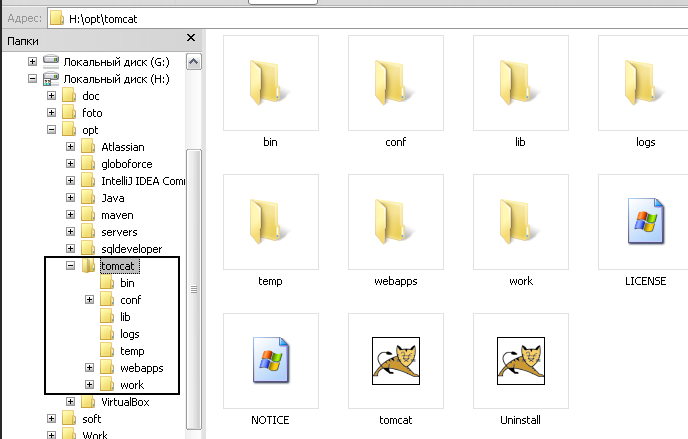 Адрес: H:\opt\tomcat
Папки
Локальный диск (G:)
Локальный диск (H:)
doc
foto
opt
Atlassian
globoforce
IntelliJ IDEA Com
Java
maven
servers
sqldeveloper
tomcat
bin
conf
lib
logs
temp
webapps
work
VirtualBox
soft
Work
bin
conf
lib
logs
temp
webapps
work
LICENSE
NOTICE
tomcat
Uninstall